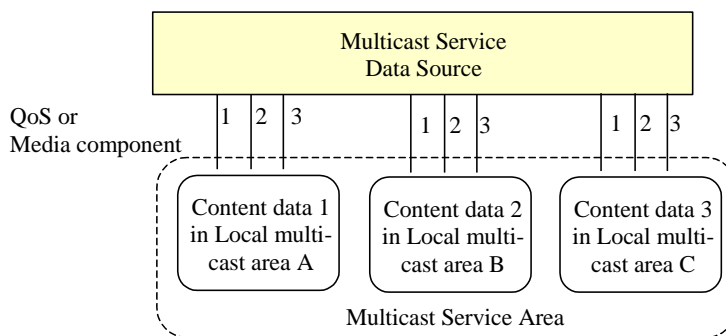 Multicast Service
Data Source
QoS or
Media component
1 2 3
1 2 3
1 2 3
Content data 1
in Local multi-
cast area A
Content data 2
in Local multi-
cast area B
Content data 3
in Local multi-
cast area C
Multicast Service Area